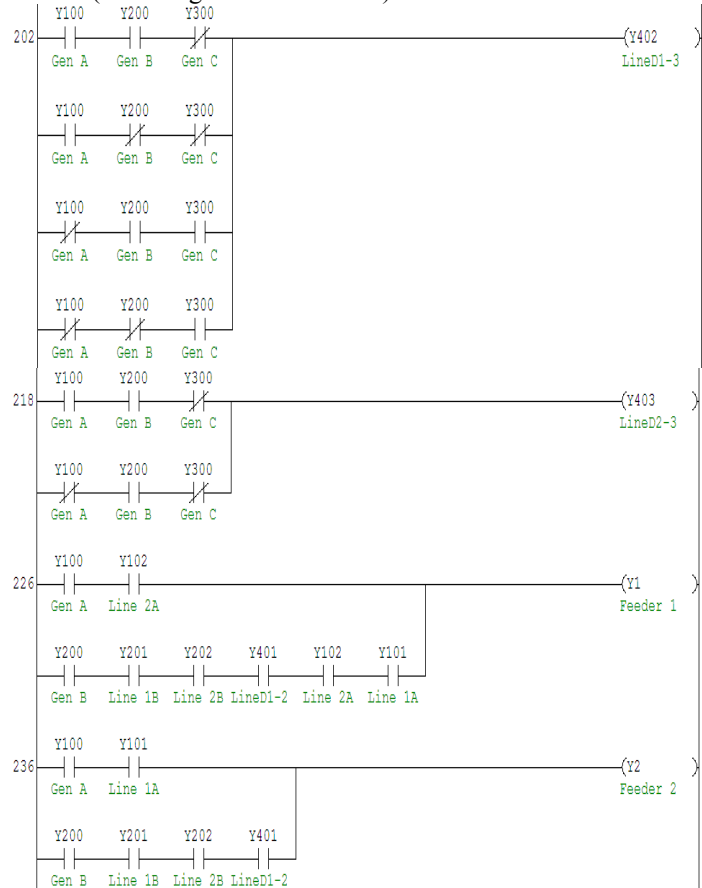 Y100 Y200 Y300
202 (Y402 )
Gen A Gen B Gen C LineD1-3
Y100 Y200 Y300
Gen A Gen B Gen C
Y100 Y200 Y300
Gen A Gen B Gen C
Y100 Y200 Y300
Gen A Gen B Gen C
Y100 Y200 Y300
218 (Y403 )
Gen A Gen B Gen C LineD2-3
Y100 Y200 Y300
Gen A Gen B Gen C
Y100 Y102
226 (Y1 )
Gen A Line 2A Feeder 1
Y200 Y201 Y202 Y401 Y102 Y101
Gen B Line 1B Line 2B LineD1-2 Line 2A Line 1A
Y100 Y101
236 (Y2 )
Gen A Line 1A Feeder 2
Y200 Y201 Y202 Y401
Gen B Line 1B Line 2B LineD1-2